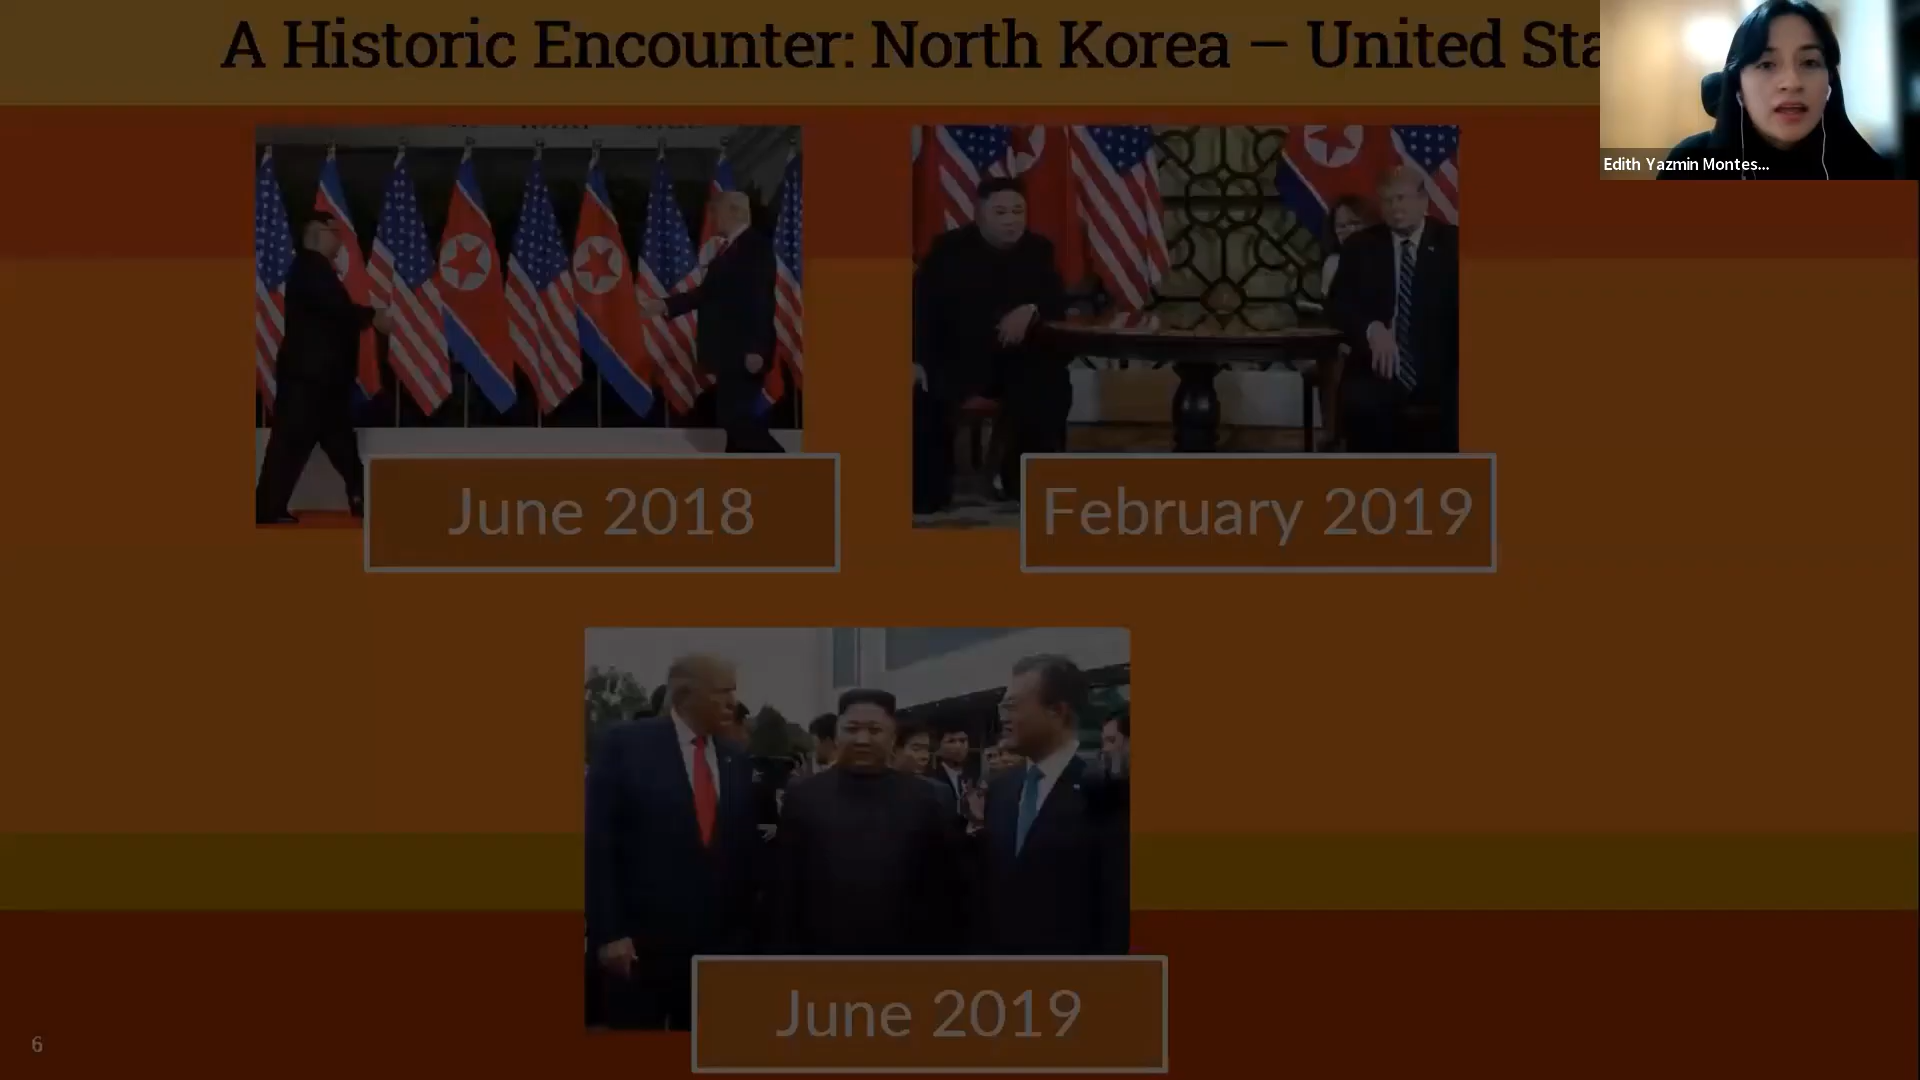 A Historic Encounter: North Korea – United Sta
Edith Yazmin Montes...
June 2018
February 2019
June 2019
6